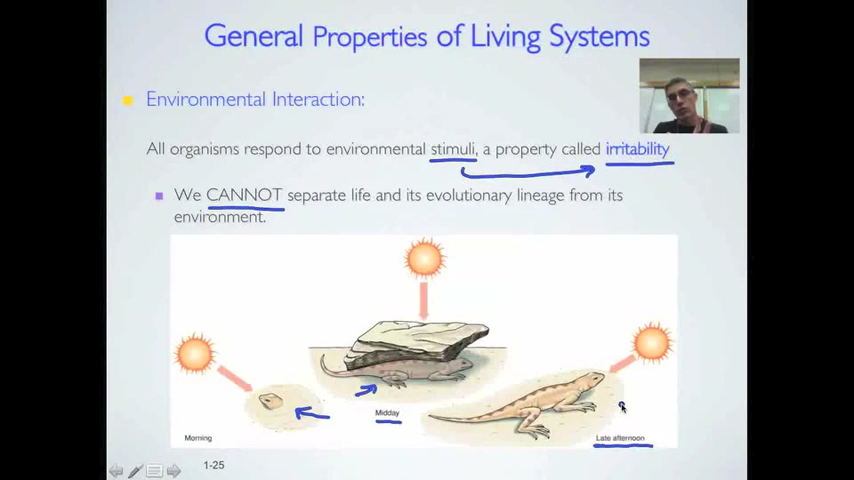 General Properties of Living Systems
Environmental Interaction:
All organisms respond to environmental stimuli, a property called irritability
We CANNOT separate life and its evolutionary lineage from its
environment.
Midday
Morning
Late afternoon
1-25